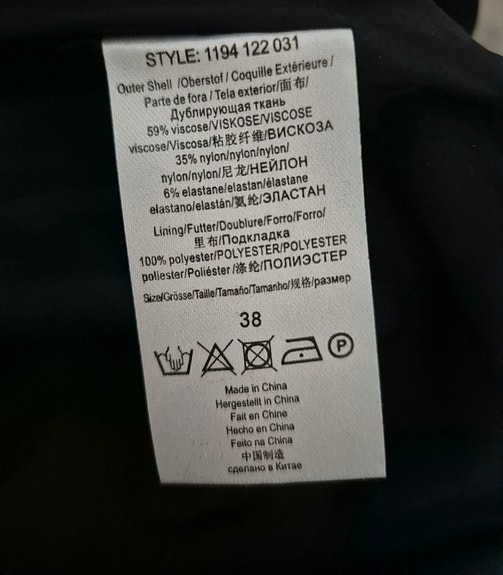 STYLE: 1194 122 031
Outer Shell /Oberstof / Coquille Extérieure /
Parte de fora / Tela exterior/面布/
Дублирующая ткань
59% viscose/VISKOSE/VISCOSE
viscose/Viscosa/粘胶纤维/ВИСКОЗА
35% nylon/nylon/nylon/
nylon/nylon/尼龙/НЕЙЛОН
6% elastane/elastan/élastane
elastano/elastán/氨纶/ЭЛАСТАН
Lining/Futter/Doublure/Forro/Forro/
里布/Подкладка
100% polyester/POLYESTER/POLYESTER
poliester/Poliéster/涤纶/ПОЛИЭСТЕР
Size/Grösse/Taille/Tamaño/Tamanho/规格/размер
38
P
Made in China
Hergestellt in China
Fait en Chine
Hecho en China
Feito na China
中国制造
сделано в Китае